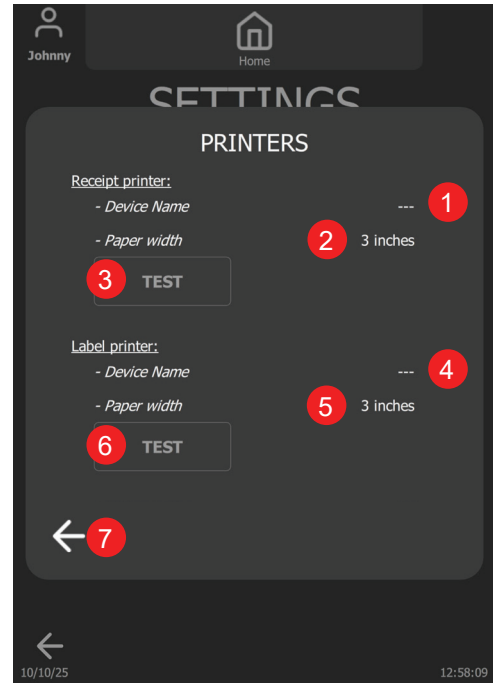 Johnny
Home
SETTINGS
PRINTERS
Receipt printer:
- Device Name --- 1
- Paper width 2 3 inches
3 TEST
Label printer:
- Device Name --- 4
- Paper width 5 3 inches
6 TEST
7
10/10/25 12:58:09